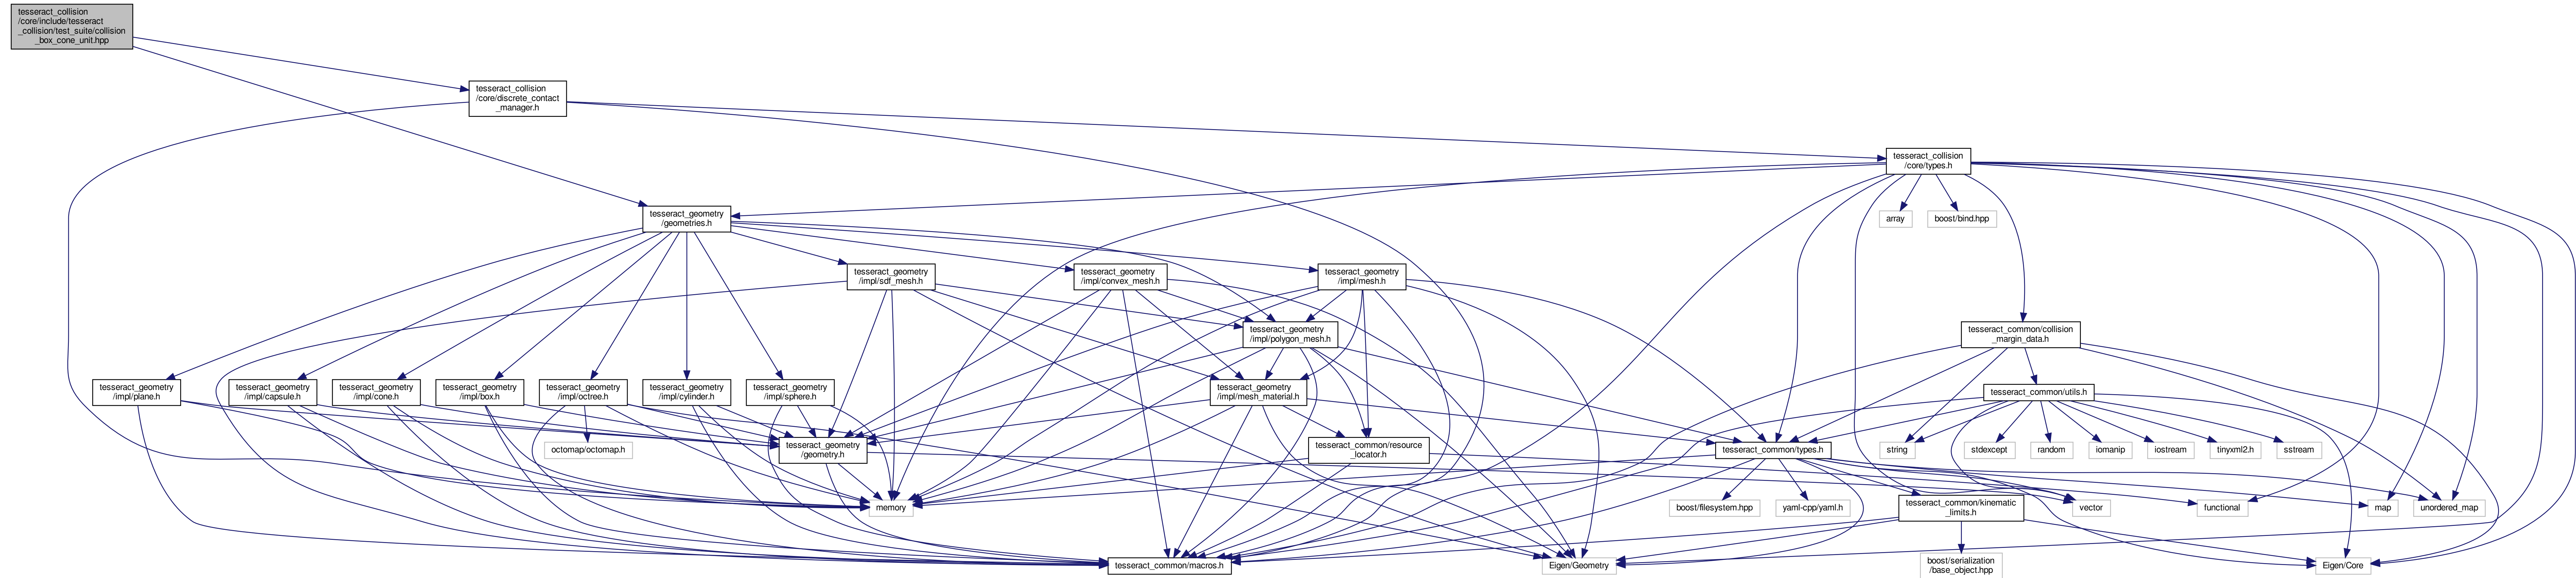 tesseract_collision
/core/include/tesseract
_collision/test_suite/collision
_box_cone_unit.hpp
tesseract_collision
/core/discrete_contact
_manager.h
tesseract_collision
/core/types.h
tesseract_geometry
/geometries.h
array
boost/bind.hpp
tesseract_geometry
/impl/sdf_mesh.h
tesseract_geometry
/impl/convex_mesh.h
tesseract_geometry
/impl/mesh.h
tesseract_geometry
/impl/polygon_mesh.h
tesseract_common/collision
_margin_data.h
tesseract_geometry
/impl/plane.h
tesseract_geometry
/impl/capsule.h
tesseract_geometry
/impl/cone.h
tesseract_geometry
/impl/box.h
tesseract_geometry
/impl/octree.h
tesseract_geometry
/impl/cylinder.h
tesseract_geometry
/impl/sphere.h
tesseract_geometry
/impl/mesh_material.h
tesseract_common/utils.h
octomap/octomap.h
tesseract_geometry
/geometry.h
tesseract_common/resource
_locator.h
tesseract_common/types.h
string
stdexcept
random
iomanip
iostream
tinyxml2.h
sstream
memory
boost/filesystem.hpp
yaml-cpp/yaml.h
tesseract_common/kinematic
_limits.h
vector
functional
map
unordered_map
tesseract_common/macros.h
Eigen/Geometry
boost/serialization
/base_object.hpp
Eigen/Core